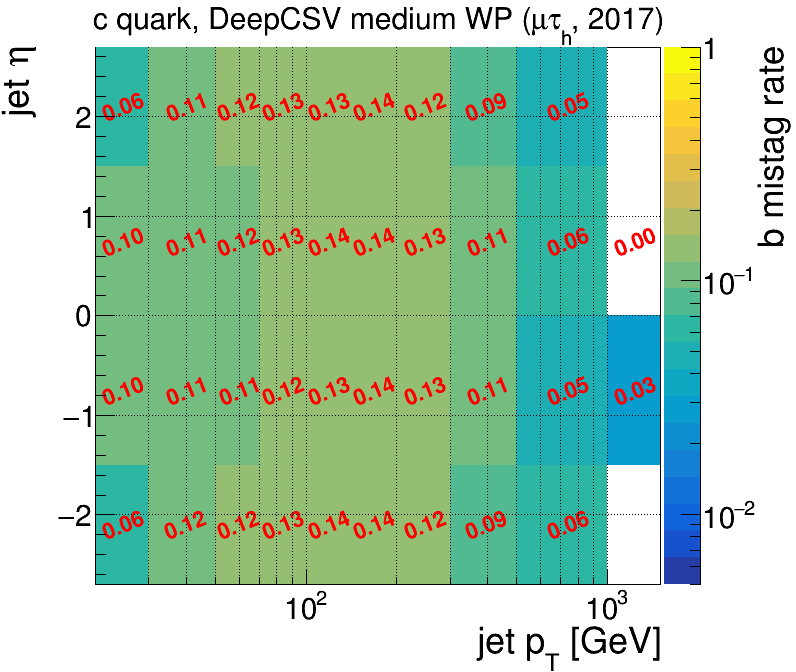 c quark, DeepCSV medium WP (μτh, 2017)
jet η
2
1
0
−1
−2
0.06 0.11 0.12 0.13 0.13 0.14 0.12 0.09 0.05
0.10 0.11 0.12 0.13 0.14 0.14 0.13 0.11 0.06 0.00
0.10 0.11 0.11 0.12 0.13 0.14 0.13 0.11 0.05 0.03
0.06 0.12 0.12 0.13 0.14 0.14 0.12 0.09 0.06
10² 10³
jet pT [GeV]
1
10⁻¹
10⁻²
b mistag rate